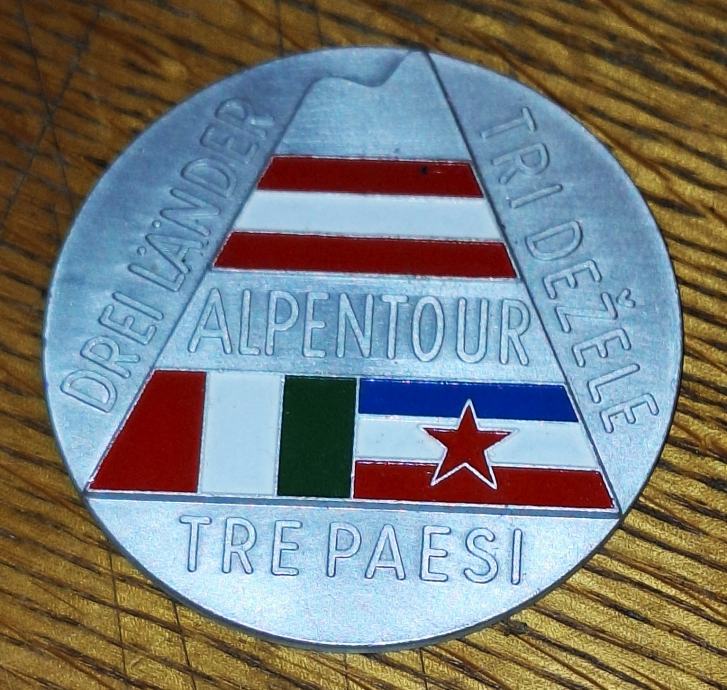 DREI LÄNDER
TRI DEŽELE
ALPENTOUR
TRE PAESI